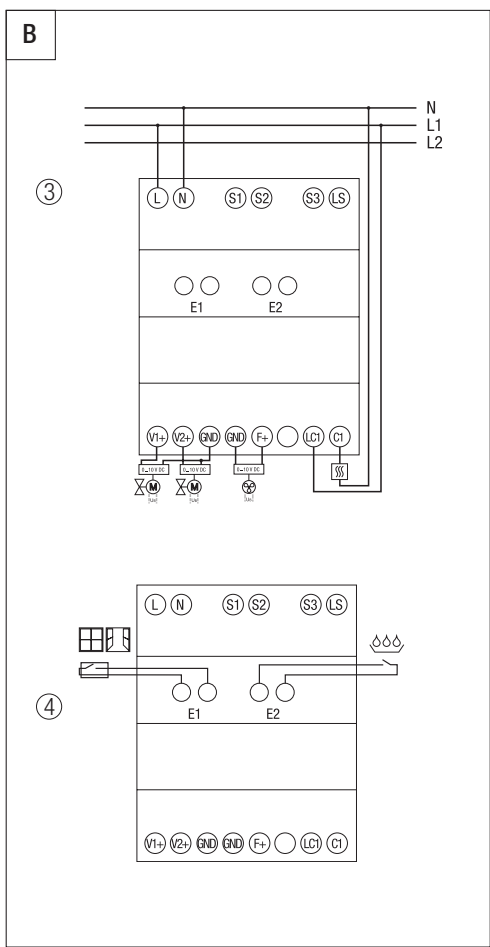 B
N
L1
L2
3
L N S1 S2 S3 LS
E1 E2
V1+ V2+ GND GND F+ LC1 C1
0...10 V DC 0...10 V DC 0...10 V DC
M M
4
L N S1 S2 S3 LS
E1 E2
V1+ V2+ GND GND F+ LC1 C1